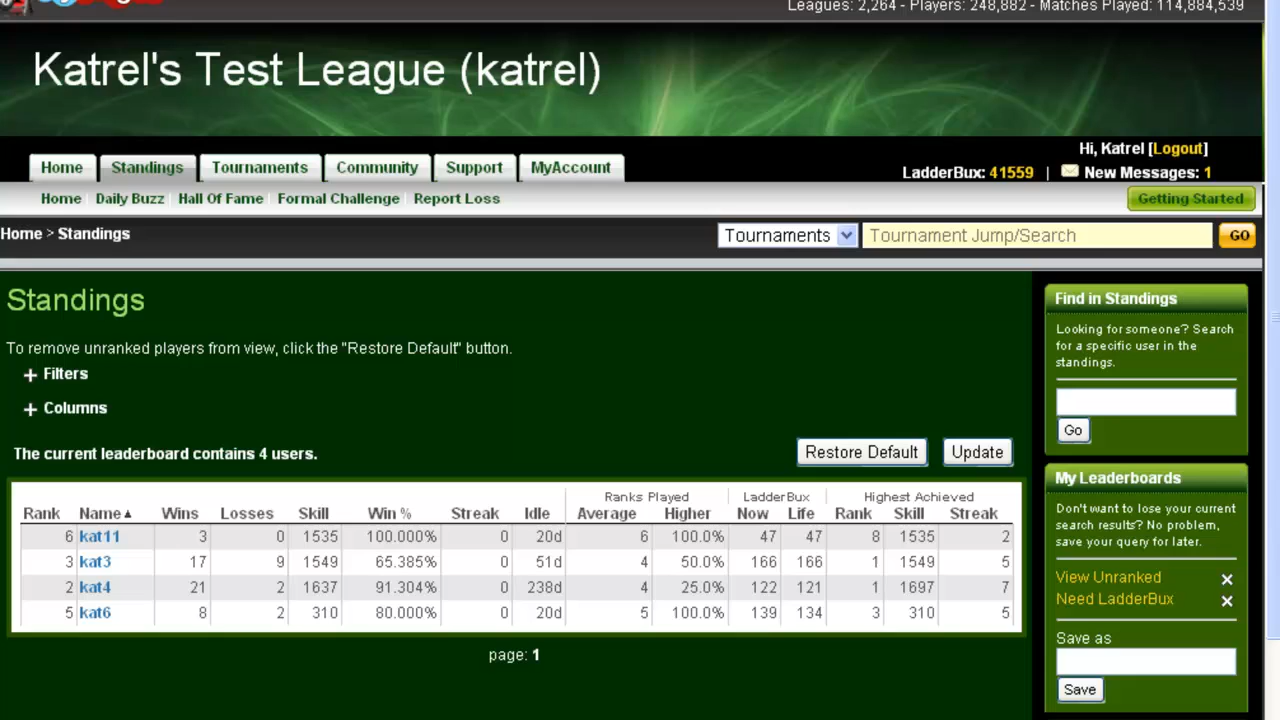 Leagues: 2,264 - Players: 248,882 - Matches Played: 114,884,539
Katrel's Test League (katrel)
Hi, Katrel [Logout]
Home Standings Tournaments Community Support MyAccount
LadderBux: 41559 | New Messages: 1
Home Daily Buzz Hall Of Fame Formal Challenge Report Loss Getting Started
Home > Standings Tournaments Tournament Jump/Search GO
Standings
To remove unranked players from view, click the "Restore Default" button.
+ Filters
+ Columns
The current leaderboard contains 4 users. Restore Default Update
Ranks Played LadderBux Highest Achieved
Rank Name▲ Wins Losses Skill Win % Streak Idle Average Higher Now Life Rank Skill Streak
6 kat11 3 0 1535 100.000% 0 20d 6 100.0% 47 47 8 1535 2
3 kat3 17 9 1549 65.385% 0 51d 4 50.0% 166 166 1 1549 5
2 kat4 21 2 1637 91.304% 0 238d 4 25.0% 122 121 1 1697 7
5 kat6 8 2 310 80.000% 0 20d 5 100.0% 139 134 3 310 5
page: 1
Find in Standings
Looking for someone? Search
for a specific user in the
standings.
Go
My Leaderboards
Don't want to lose your current
search results? No problem,
save your query for later.
View Unranked
Need LadderBux
Save as
Save